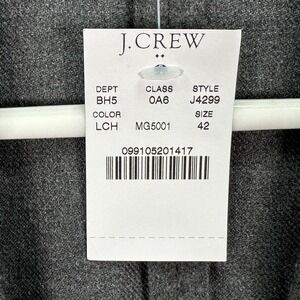 J.CREW
DEPT CLASS STYLE
BH5 0A6 J4299
COLOR SIZE
LCH MG5001 42
099105201417